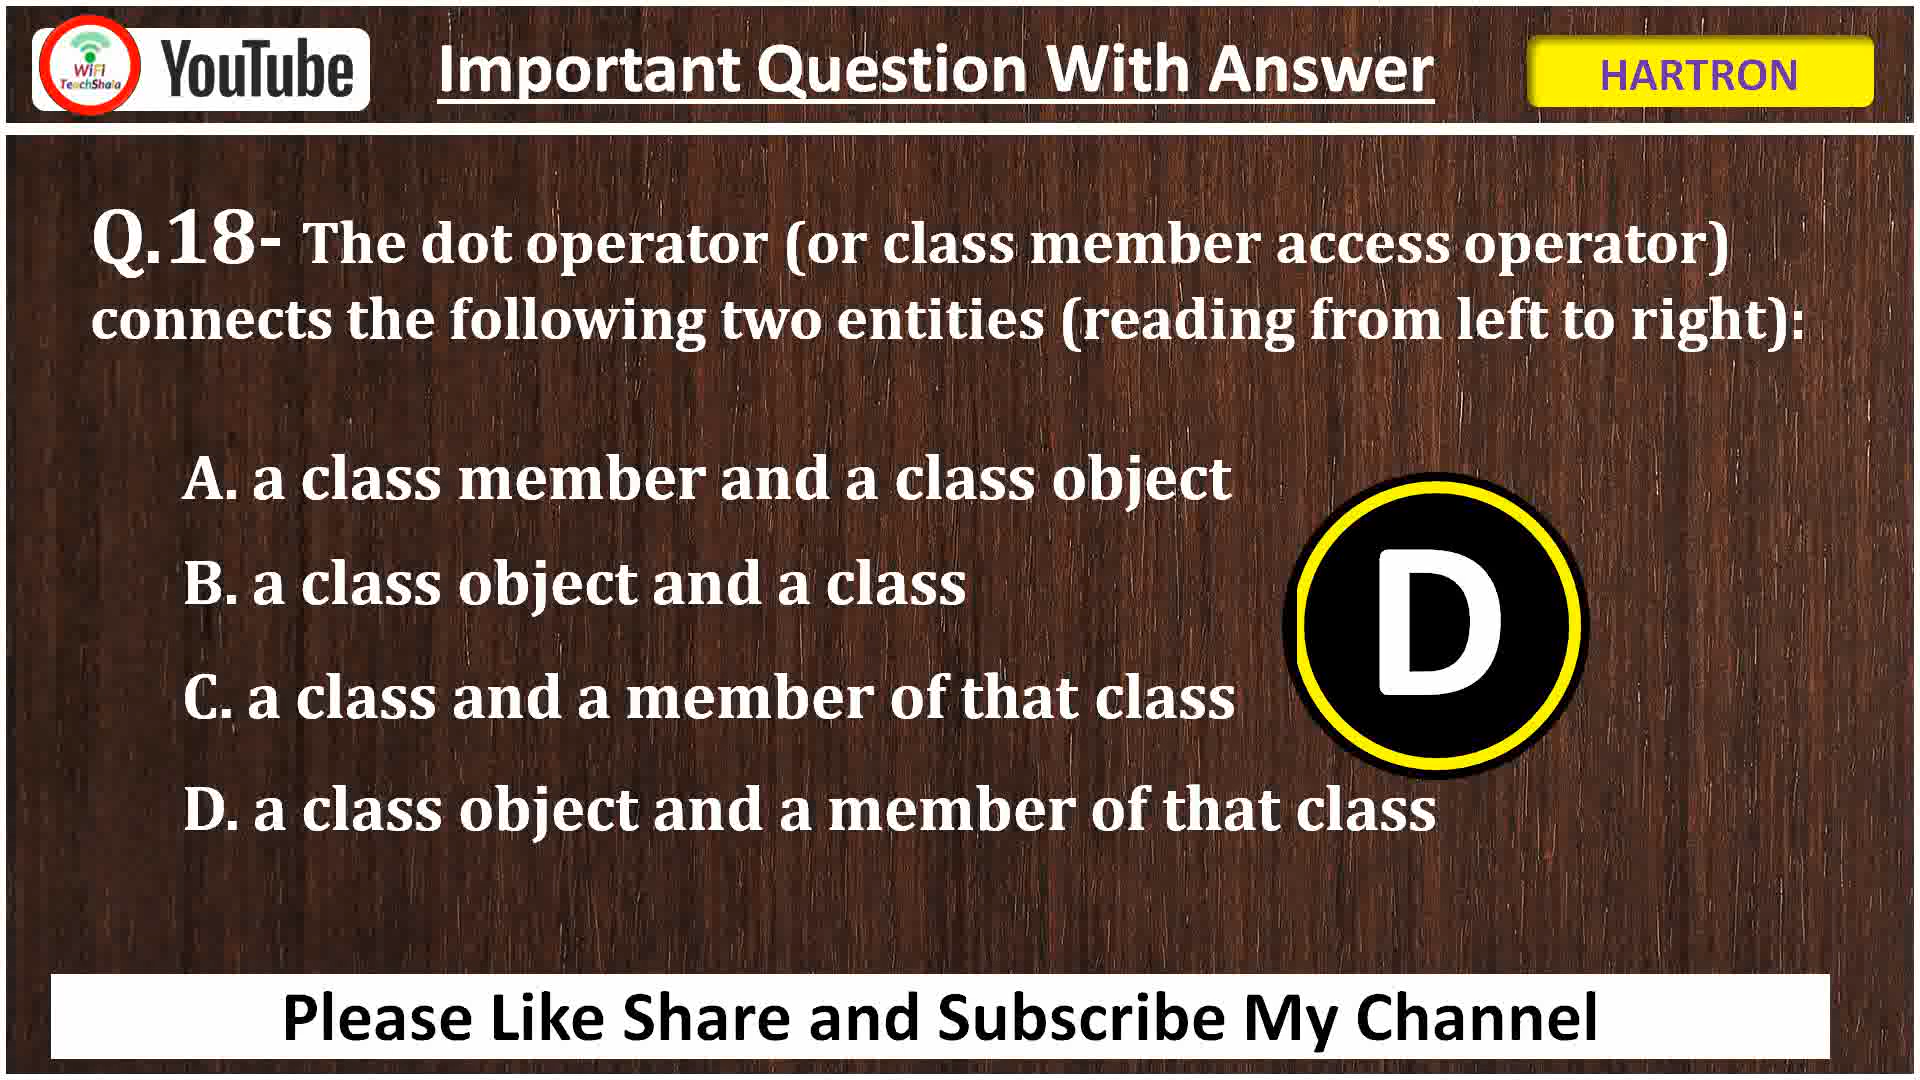 WiFi
TeachShala
YouTube
Important Question With Answer
HARTRON
Q.18- The dot operator (or class member access operator)
connects the following two entities (reading from left to right):
A. a class member and a class object
B. a class object and a class
C. a class and a member of that class
D. a class object and a member of that class
D
Please Like Share and Subscribe My Channel